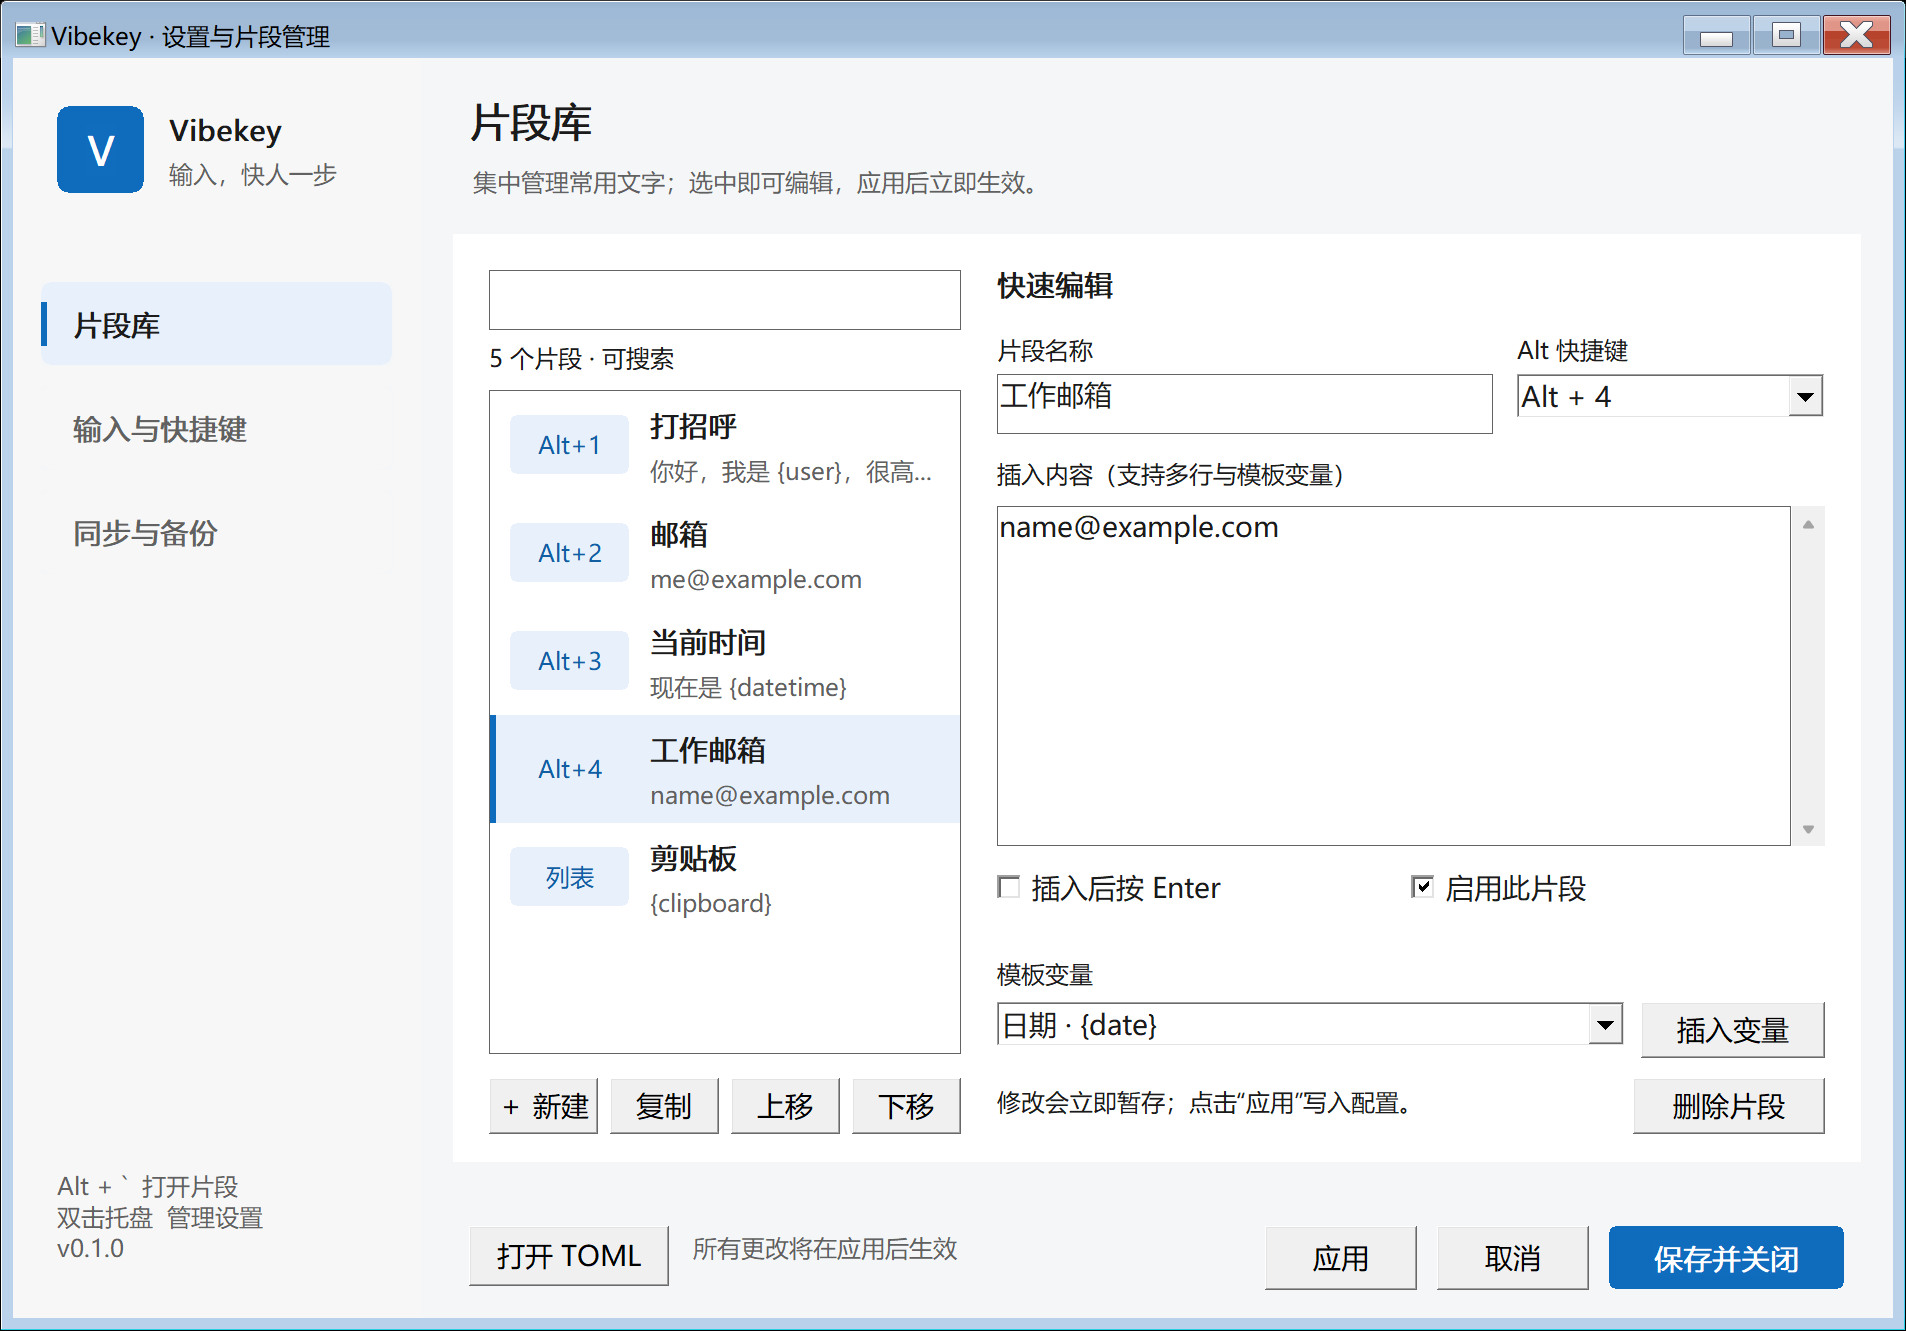 Vibekey · 设置与片段管理
V
Vibekey
输入，快人一步
片段库
输入与快捷键
同步与备份
Alt + ` 打开片段
双击托盘 管理设置
v0.1.0
片段库
集中管理常用文字；选中即可编辑，应用后立即生效。
5 个片段 · 可搜索
Alt+1
打招呼
你好，我是 {user}，很高...
Alt+2
邮箱
me@example.com
Alt+3
当前时间
现在是 {datetime}
Alt+4
工作邮箱
name@example.com
列表
剪贴板
{clipboard}
+ 新建
复制
上移
下移
快速编辑
片段名称
Alt 快捷键
工作邮箱
Alt + 4
插入内容（支持多行与模板变量）
name@example.com
插入后按 Enter
启用此片段
模板变量
日期 · {date}
插入变量
修改会立即暂存；点击“应用”写入配置。
删除片段
打开 TOML
所有更改将在应用后生效
应用
取消
保存并关闭